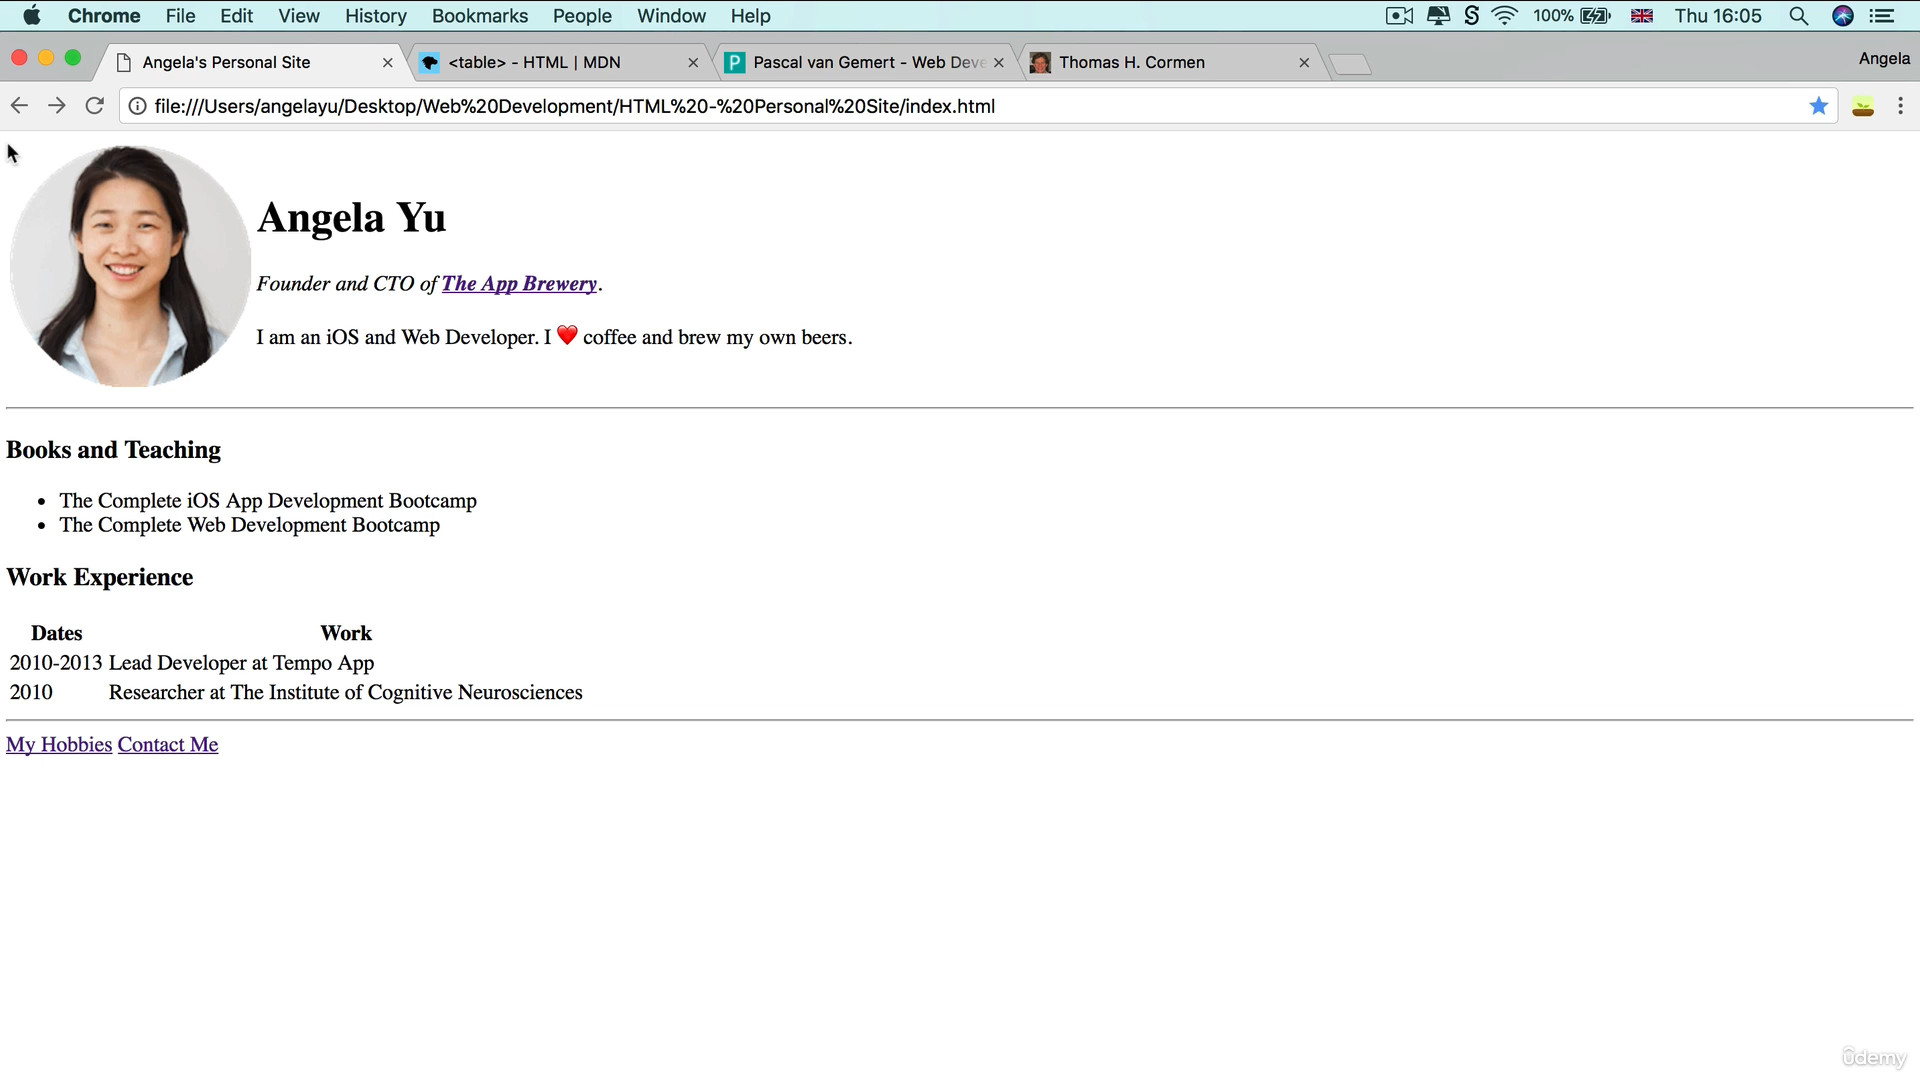 Chrome File Edit View History Bookmarks People Window Help 100% Thu 16:05
Angela's Personal Site <table> - HTML | MDN Pascal van Gemert - Web Deve Thomas H. Cormen Angela
file:///Users/angelayu/Desktop/Web%20Development/HTML%20-%20Personal%20Site/index.html
Angela Yu
Founder and CTO of The App Brewery.
I am an iOS and Web Developer. I ❤️ coffee and brew my own beers.
Books and Teaching
• The Complete iOS App Development Bootcamp
• The Complete Web Development Bootcamp
Work Experience
Dates Work
2010-2013 Lead Developer at Tempo App
2010 Researcher at The Institute of Cognitive Neurosciences
My Hobbies Contact Me
ûdemy